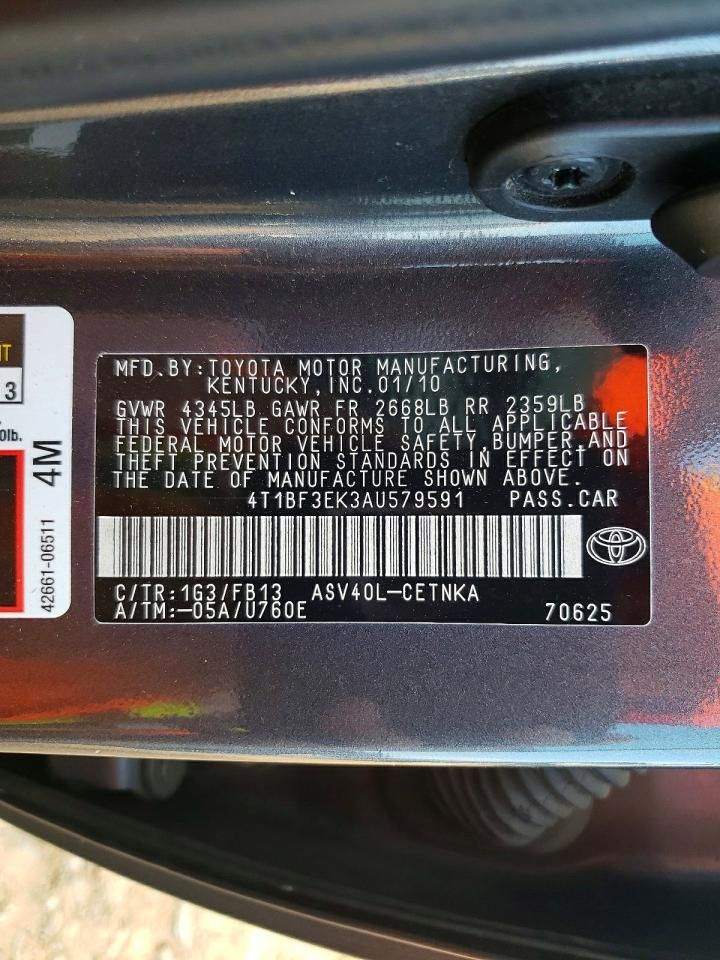 MFD.BY:TOYOTA MOTOR MANUFACTURING,
KENTUCKY,INC.01/10
GVWR 4345LB GAWR FR 2668LB RR 2359LB
THIS VEHICLE CONFORMS TO ALL APPLICABLE
FEDERAL MOTOR VEHICLE SAFETY,BUMPER,AND
THEFT PREVENTION STANDARDS IN EFFECT ON
THE DATE OF MANUFACTURE SHOWN ABOVE.
4T1BF3EK3AU579591 PASS.CAR
C/TR:1G3/FB13 ASV40L-CETNKA
A/TM:-05A/U760E 70625
3
4M
42661-06511